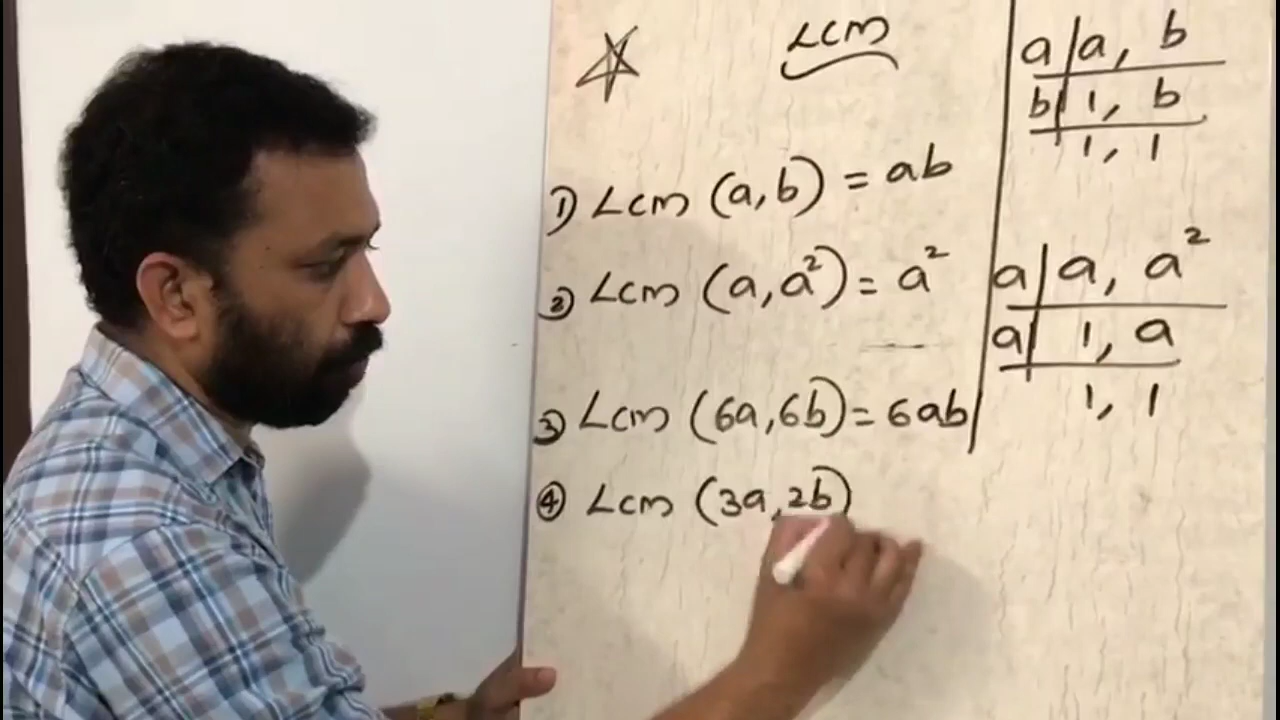 LCM
1) Lcm (a, b) = ab
2) Lcm (a, a²) = a²
3) Lcm (6a, 6b) = 6ab
4) Lcm (3a, 2b)
a | a, b
b | 1, b
1, 1
a | a, a²
a | 1, a
1, 1